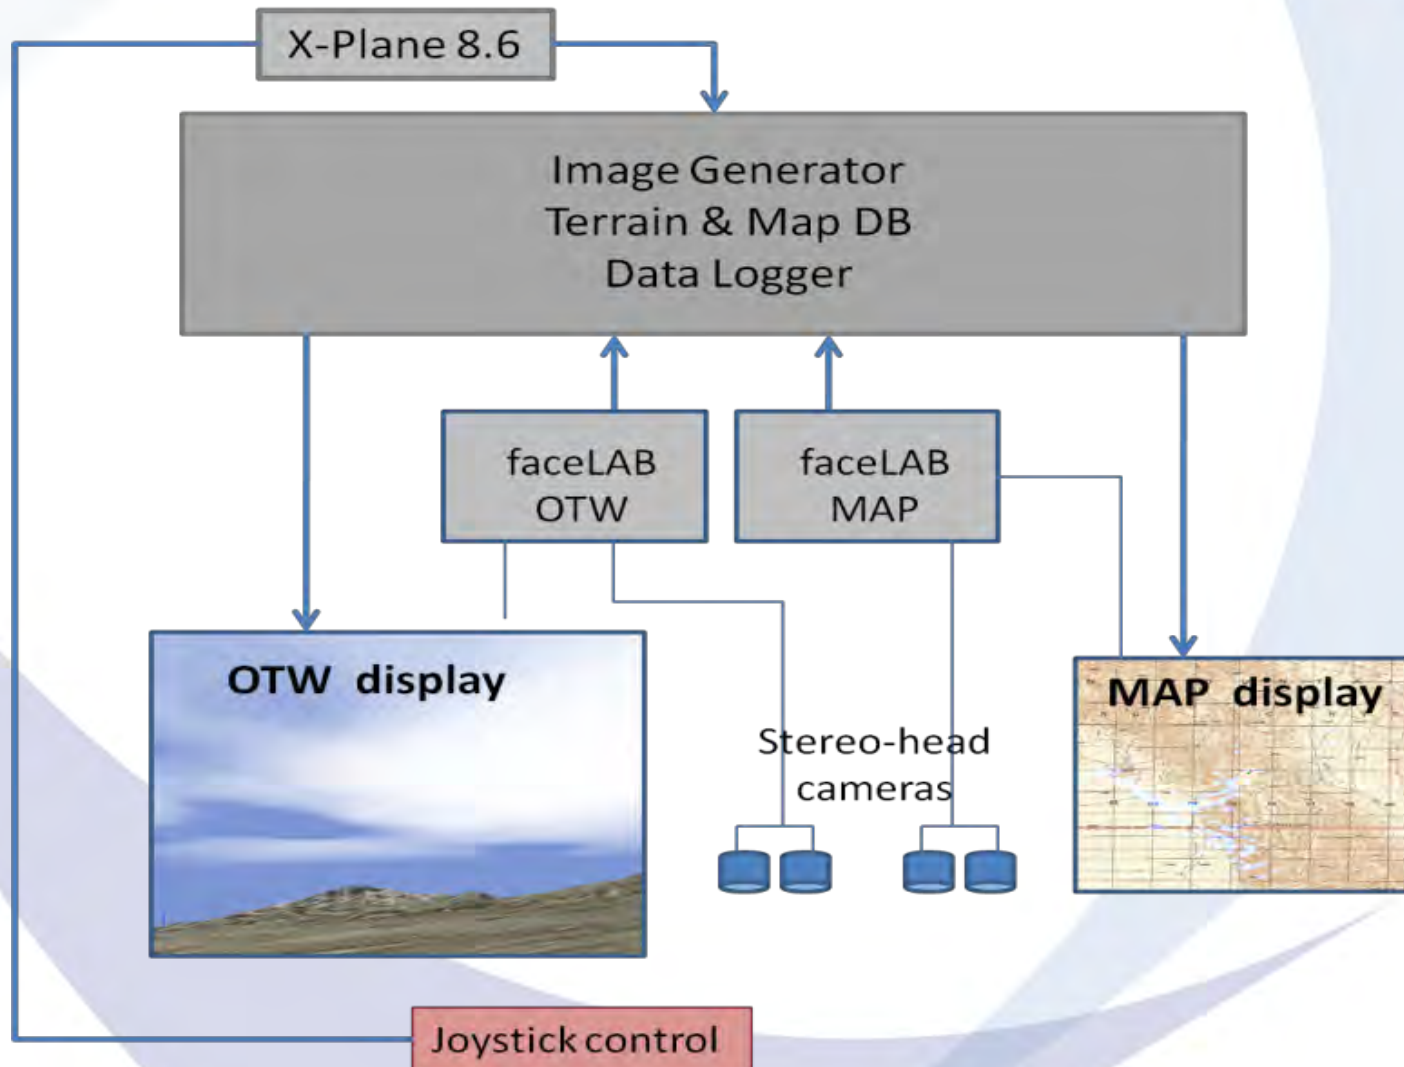 X-Plane 8.6
Image Generator
Terrain & Map DB
Data Logger
faceLAB
OTW
faceLAB
MAP
OTW display
MAP display
Stereo-head
cameras
Joystick control